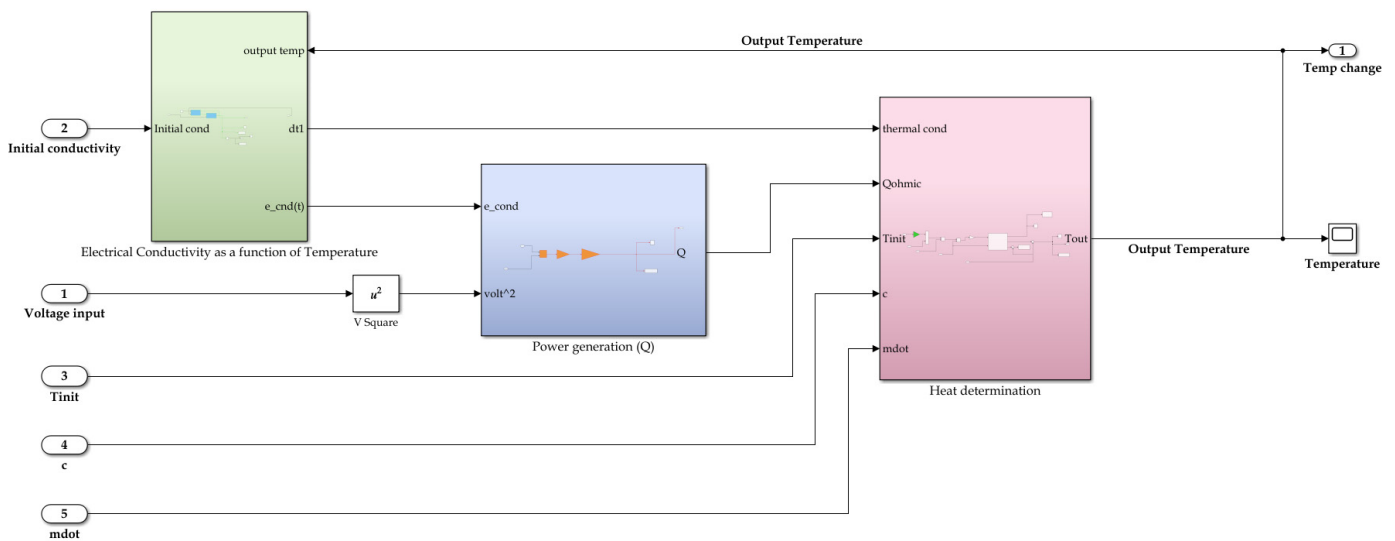 Output Temperature
output temp
1
Temp change
2
Initial conductivity
Initial cond
dt1
thermal cond
Qohmic
e_cnd(t)
e_cond
Electrical Conductivity as a function of Temperature
Tinit
Tout
Output Temperature
Temperature
Q
1
Voltage input
u²
V Square
volt^2
c
Power generation (Q)
mdot
3
Tinit
Heat determination
4
c
5
mdot